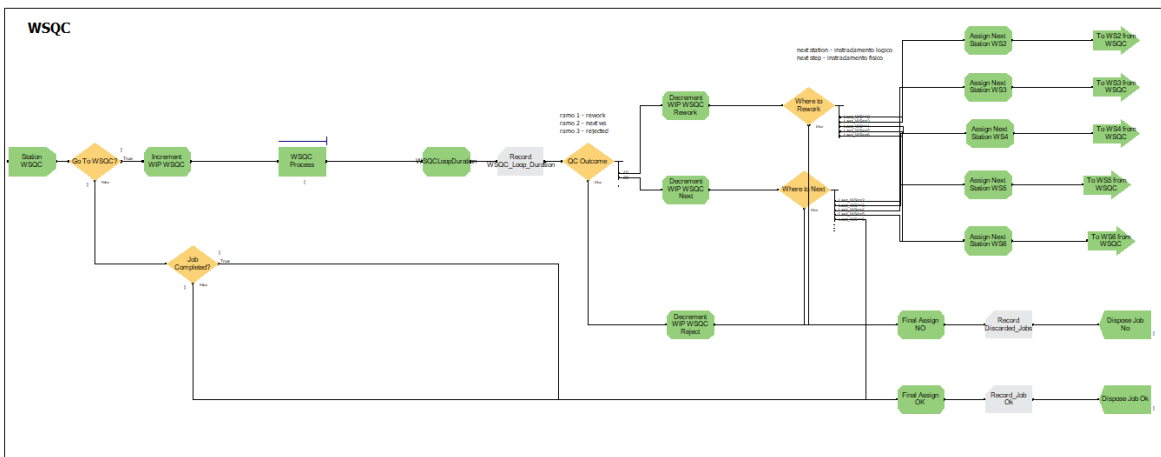 WSQC
next station - instradamento logico
next step - instradamento fisico
ramo 1 - rework
ramo 2 - next ws
ramo 3 - rejected
Station
WSQC
Go To WSQC?
True
False
Increment
WIP WSQC
WSQC
Process
WSQCLoopDuration
Record
WSQC_Loop_Duration
QC Outcome
Else
Decrement
WIP WSQC
Rework
Decrement
WIP WSQC
Next
Where to
Rework
Else
Where to Next
Else
Assign Next
Station WS2
To WS2 from
WSQC
Assign Next
Station WS3
To WS3 from
WSQC
Assign Next
Station WS4
To WS4 from
WSQC
Assign Next
Station WS5
To WS5 from
WSQC
Assign Next
Station WS6
To WS6 from
WSQC
Job
Completed?
True
False
Decrement
WIP WSQC
Reject
Final Assign
NO
Record
Discarded_Jobs
Dispose Job
No
Final Assign
OK
Record_Job
Ok
Dispose Job Ok